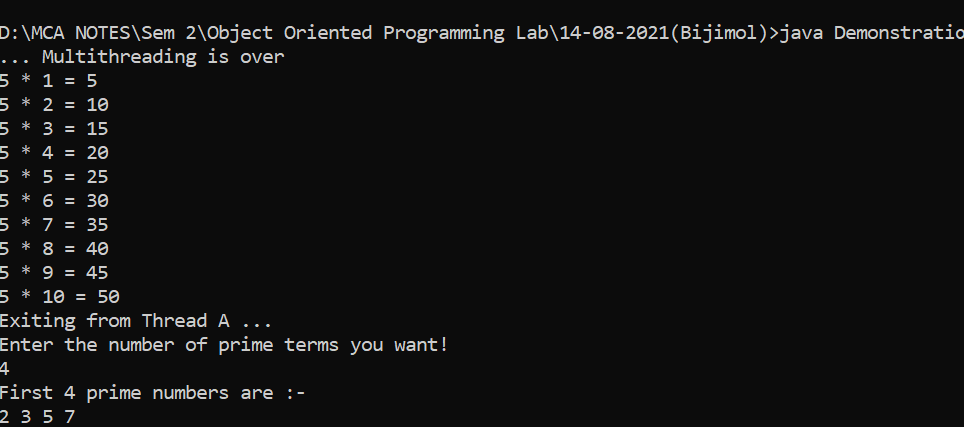 D:\MCA NOTES\Sem 2\Object Oriented Programming Lab\14-08-2021(Bijimol)>java Demonstratio
... Multithreading is over
5 * 1 = 5
5 * 2 = 10
5 * 3 = 15
5 * 4 = 20
5 * 5 = 25
5 * 6 = 30
5 * 7 = 35
5 * 8 = 40
5 * 9 = 45
5 * 10 = 50
Exiting from Thread A ...
Enter the number of prime terms you want!
4
First 4 prime numbers are :-
2 3 5 7